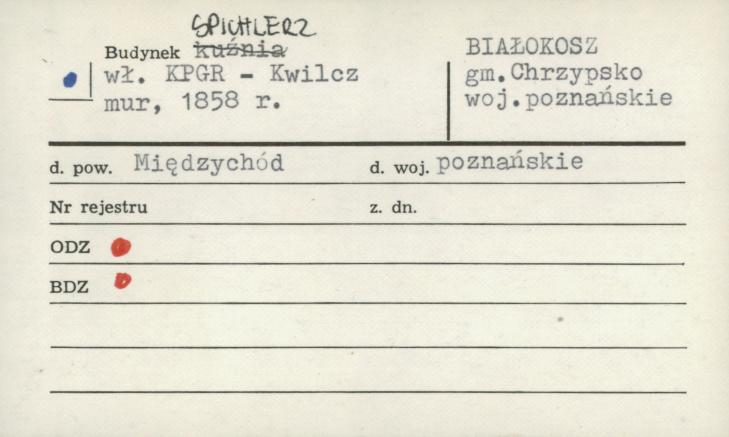 SPICHLERZ
Budynek kuźnia
wł. KPGR - Kwilcz
mur, 1858 r.
BIAŁOKOSZ
gm.Chrzypsko
woj.poznańskie
d. pow. Międzychód d. woj. poznańskie
Nr rejestru z. dn.
ODZ
BDZ